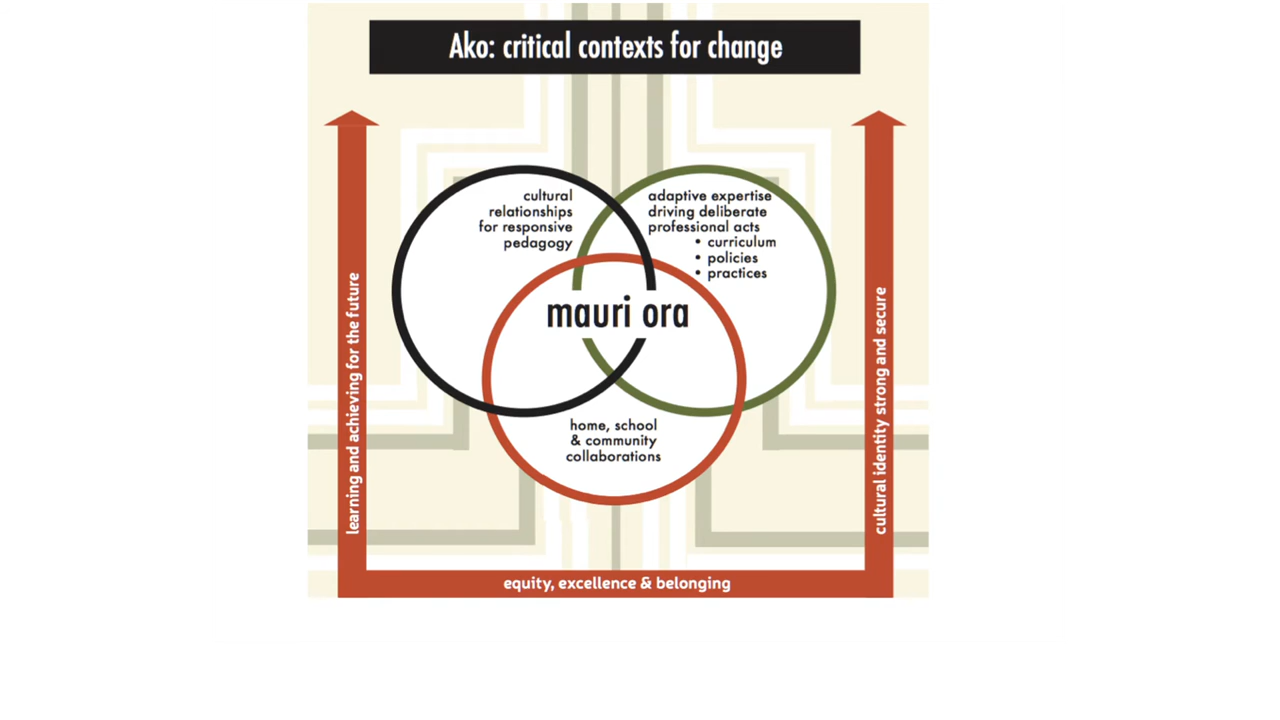 Ako: critical contexts for change
cultural
relationships
for responsive
pedagogy
adaptive expertise
driving deliberate
professional acts
• curriculum
• policies
• practices
mauri ora
home, school
& community
collaborations
learning and achieving for the future
cultural identity strong and secure
equity, excellence & belonging